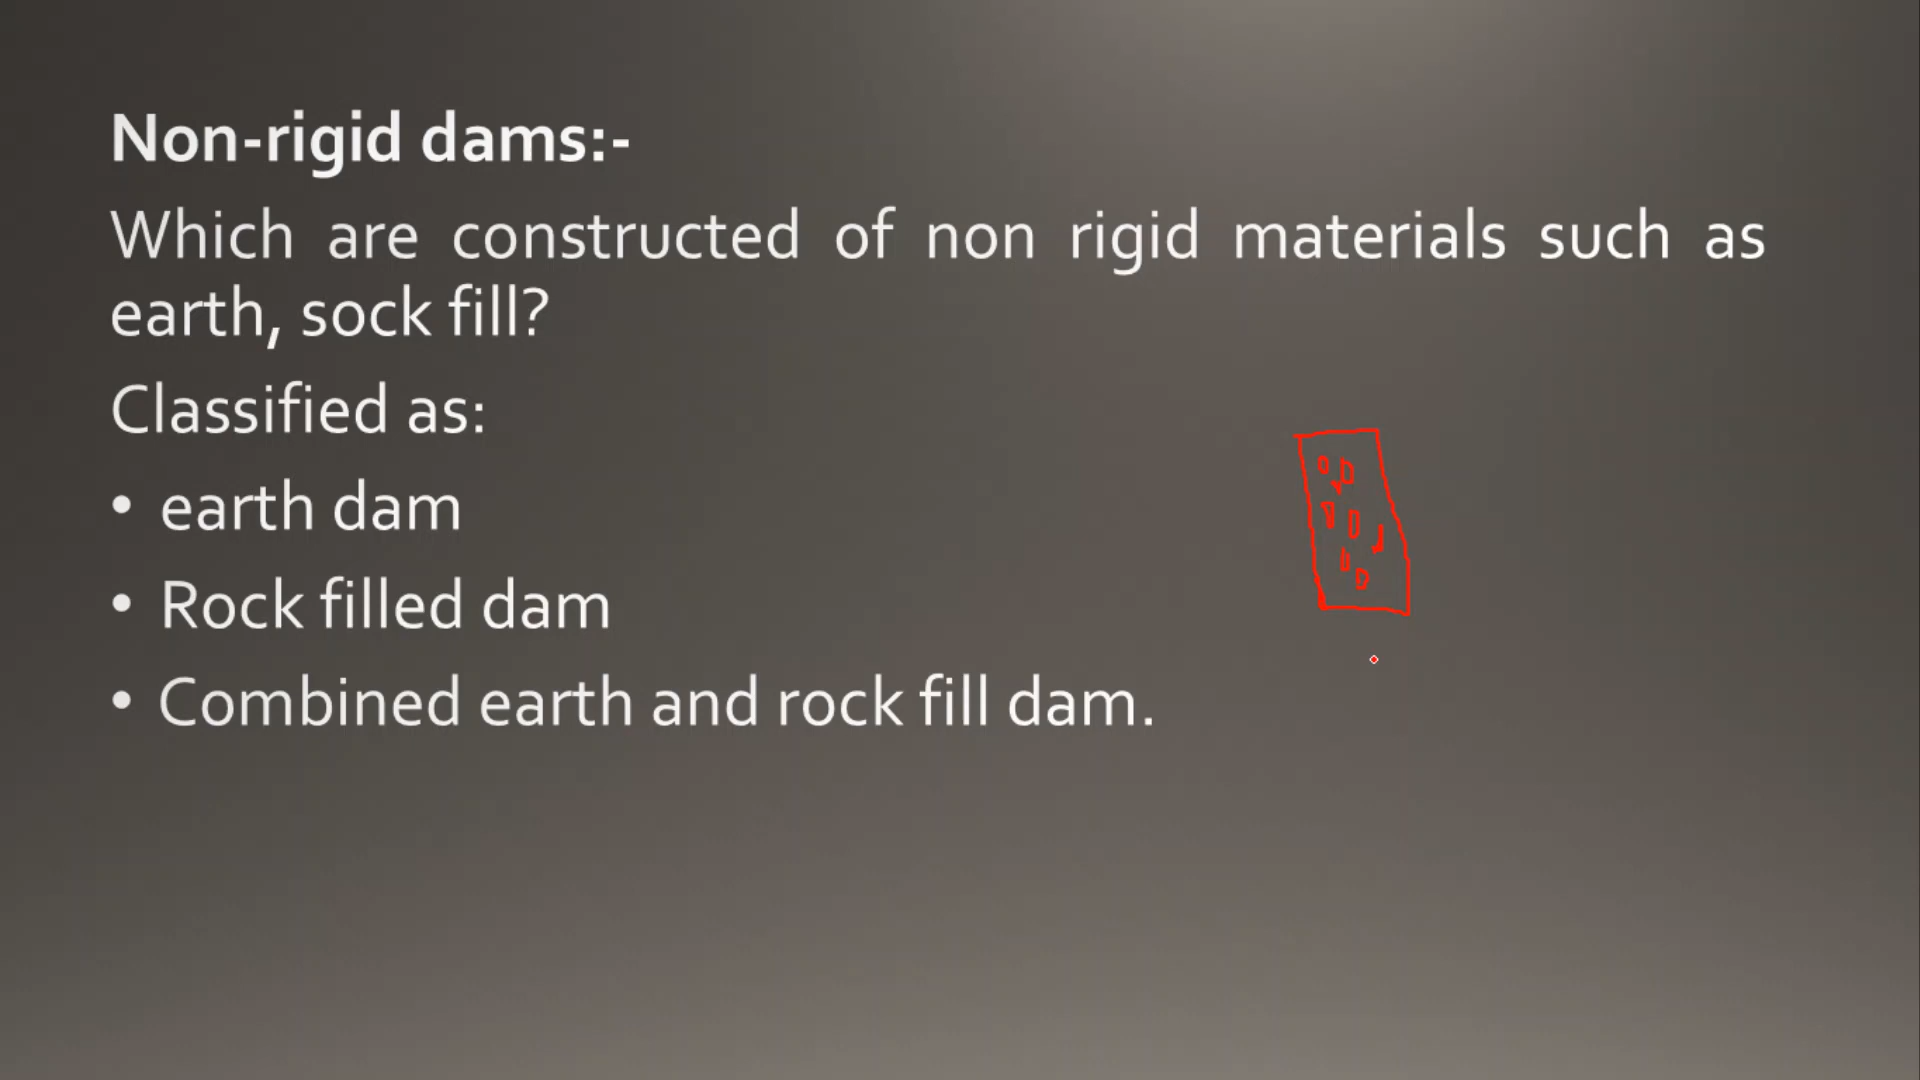 Non-rigid dams:-
Which are constructed of non rigid materials such as
earth, sock fill?
Classified as:
• earth dam
• Rock filled dam
• Combined earth and rock fill dam.